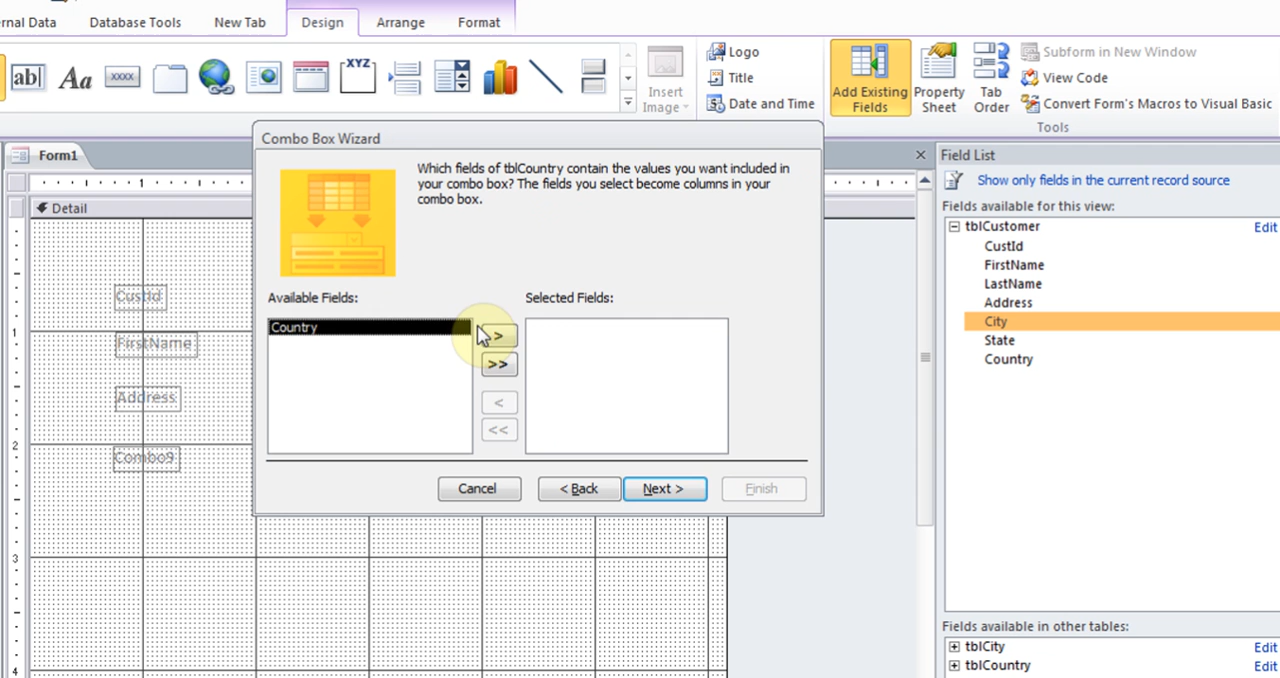 rnal Data Database Tools New Tab Design Arrange Format
ab| Aa XXXX XYZ
Insert Image
Logo
Title
Date and Time
Add Existing Fields
Property Sheet
Tab Order
Subform in New Window
View Code
Convert Form's Macros to Visual Basic
Tools
Form1
1
Detail
CustId
FirstName
Address
Combo9
1
2
3
4
Combo Box Wizard
Which fields of tblCountry contain the values you want included in
your combo box? The fields you select become columns in your
combo box.
Available Fields: Selected Fields:
Country
>
>>
<
<<
Cancel < Back Next > Finish
Field List
Show only fields in the current record source
Fields available for this view:
tblCustomer Edit
CustId
FirstName
LastName
Address
City
State
Country
Fields available in other tables:
tblCity Edit
tblCountry Edit